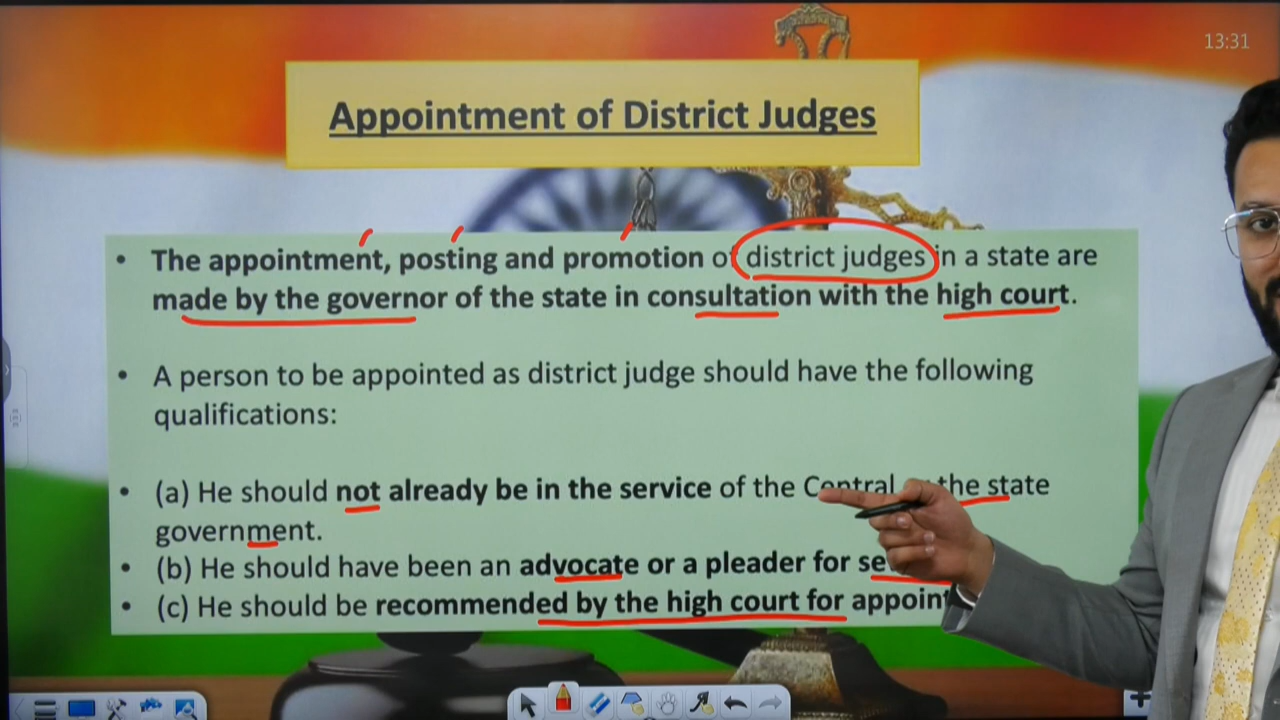 13:31
Appointment of District Judges
• The appointment, posting and promotion of district judges in a state are
made by the governor of the state in consultation with the high court.
• A person to be appointed as district judge should have the following
qualifications:
• (a) He should not already be in the service of the Central the state
government.
• (b) He should have been an advocate or a pleader for
• (c) He should be recommended by the high court for